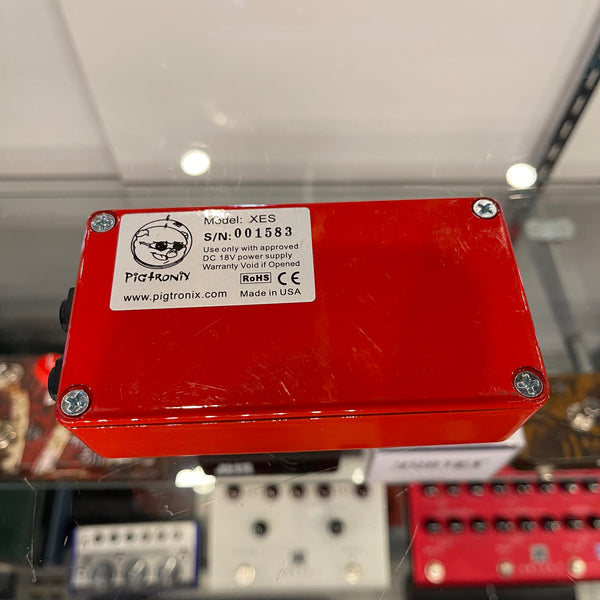 Model: XES
S/N: 001583
Use only with approved
DC 18V power supply
Warranty Void if Opened
PigtroniX
RoHS CE
www.pigtronix.com Made in USA